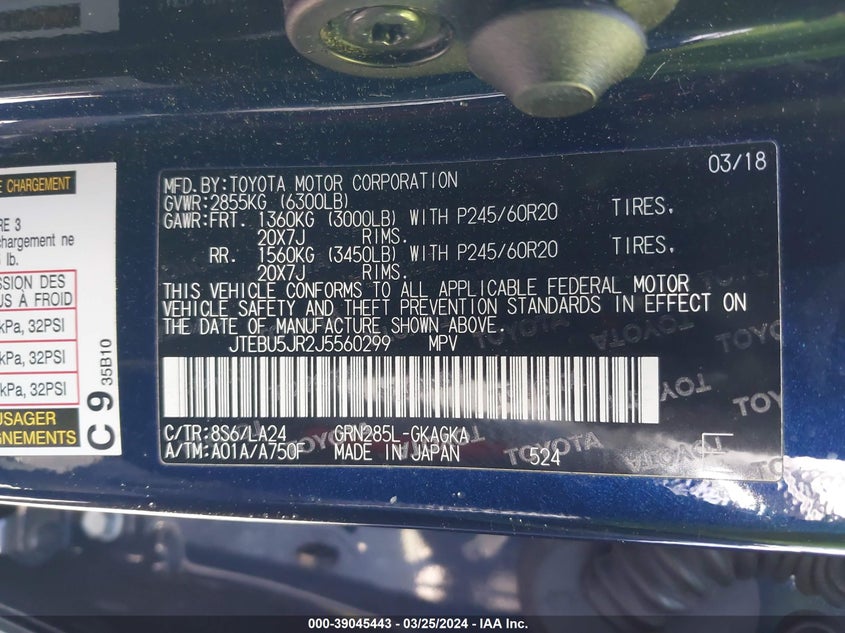 E CHARGEMENT
RE 3
chargement ne
lb.
SSION DES
US À FROID
kPa, 32PSI
kPa, 32PSI
kPa, 32PSI
USAGER
GNEMENTS
C9
35B10
MFD. BY: TOYOTA MOTOR CORPORATION 03/18
GVWR: 2855KG (6300LB)
GAWR: FRT. 1360KG (3000LB) WITH P245/60R20 TIRES.
20X7J RIMS.
RR. 1560KG (3450LB) WITH P245/60R20 TIRES.
20X7J RIMS.
THIS VEHICLE CONFORMS TO ALL APPLICABLE FEDERAL MOTOR
VEHICLE SAFETY AND THEFT PREVENTION STANDARDS IN EFFECT ON
THE DATE OF MANUFACTURE SHOWN ABOVE.
JTEBU5JR2J5560299 MPV
C/TR: 8S6/LA24 GRN285L-GKAGKA
A/TM: A01A/A750F MADE IN JAPAN 524
TOYOTA
TOYOTA
TOYOTA
TOYOTA
000-39045443 - 03/25/2024 - IAA Inc.